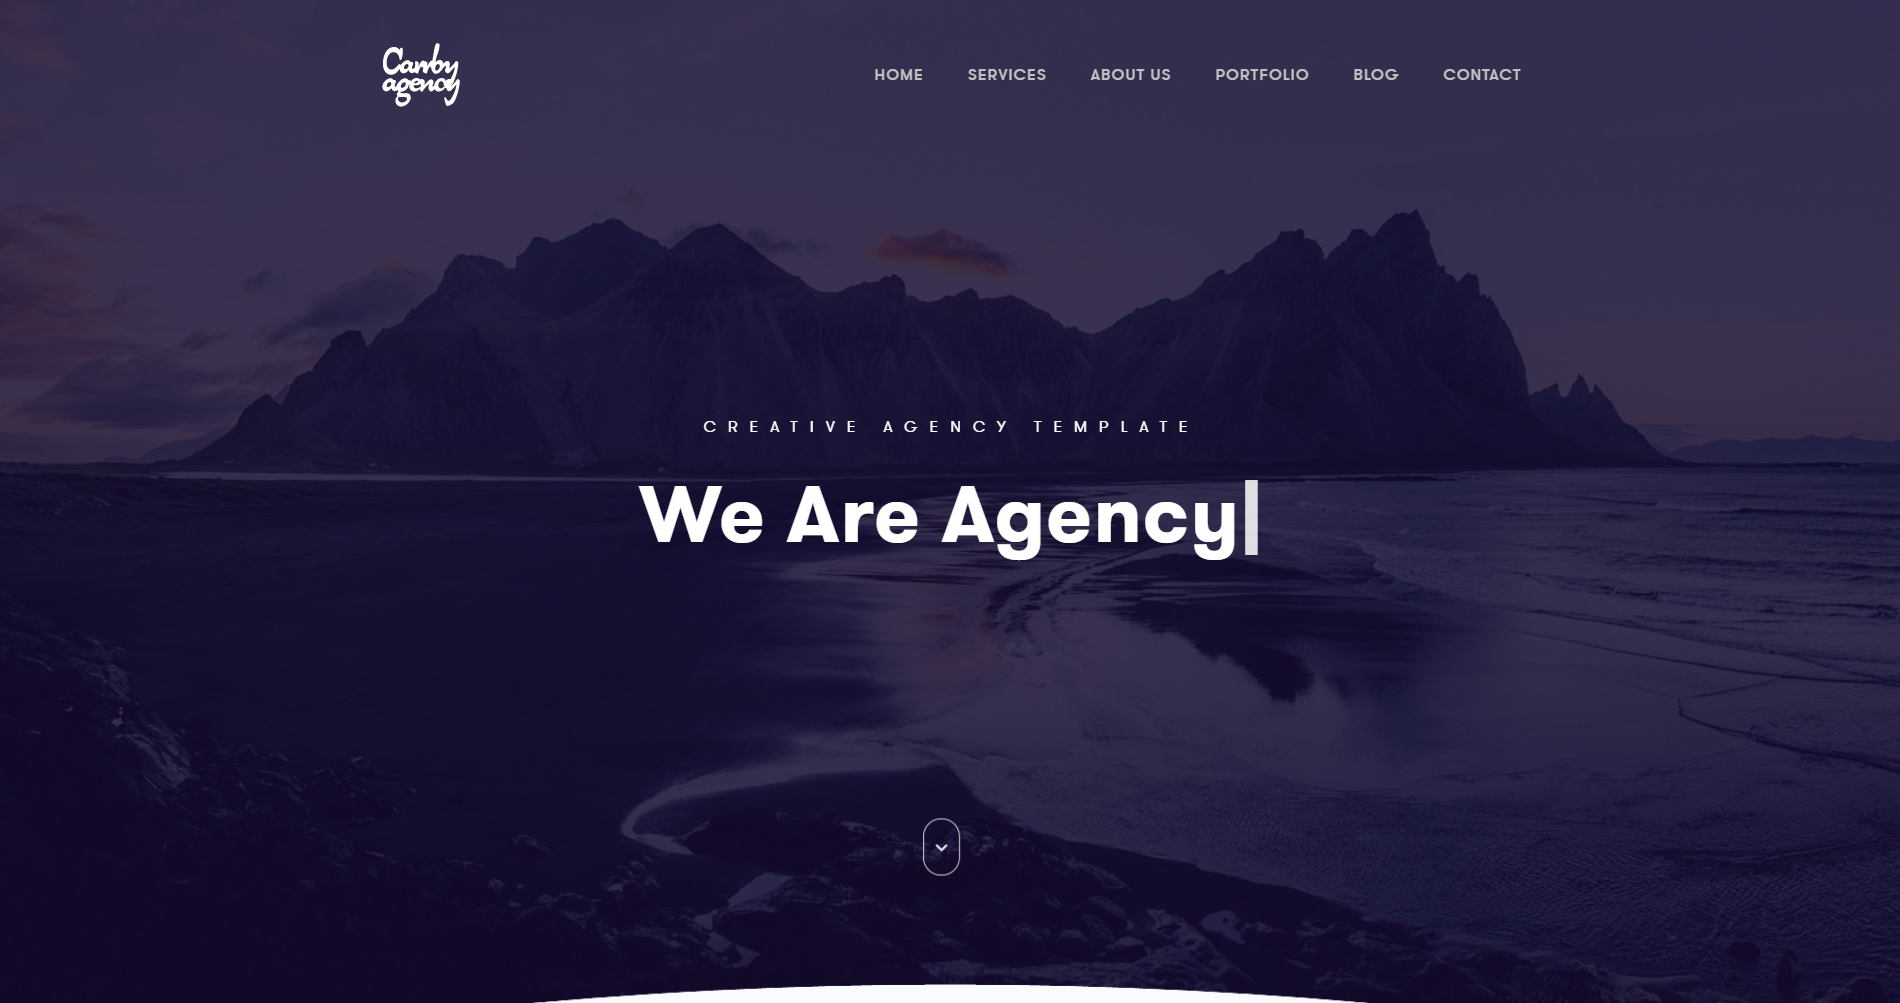 Canby
agency
HOME SERVICES ABOUT US PORTFOLIO BLOG CONTACT
CREATIVE AGENCY TEMPLATE
We Are Agency